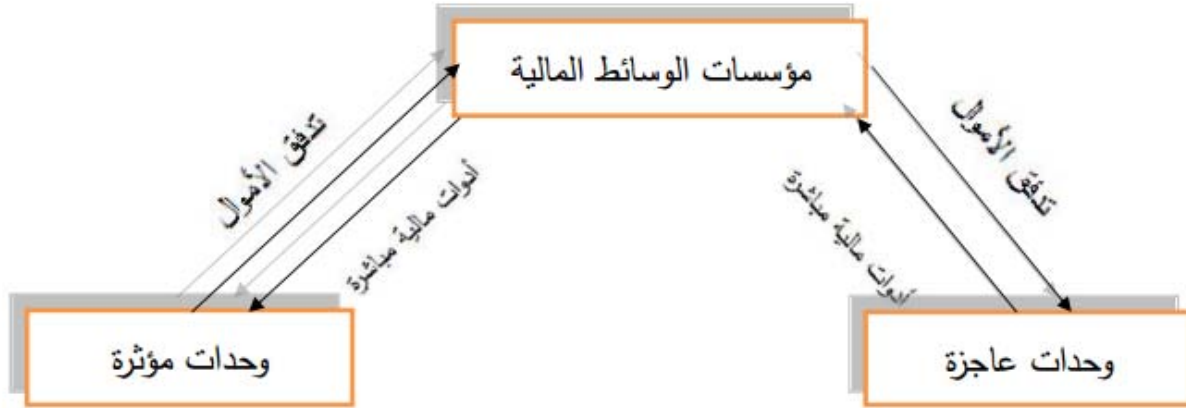 مؤسسات الوسائط المالية
تدفق الأموال
أدوات مالية مباشرة
تدفق الأموال
أدوات مالية مباشرة
وحدات عاجزة
وحدات مؤثرة